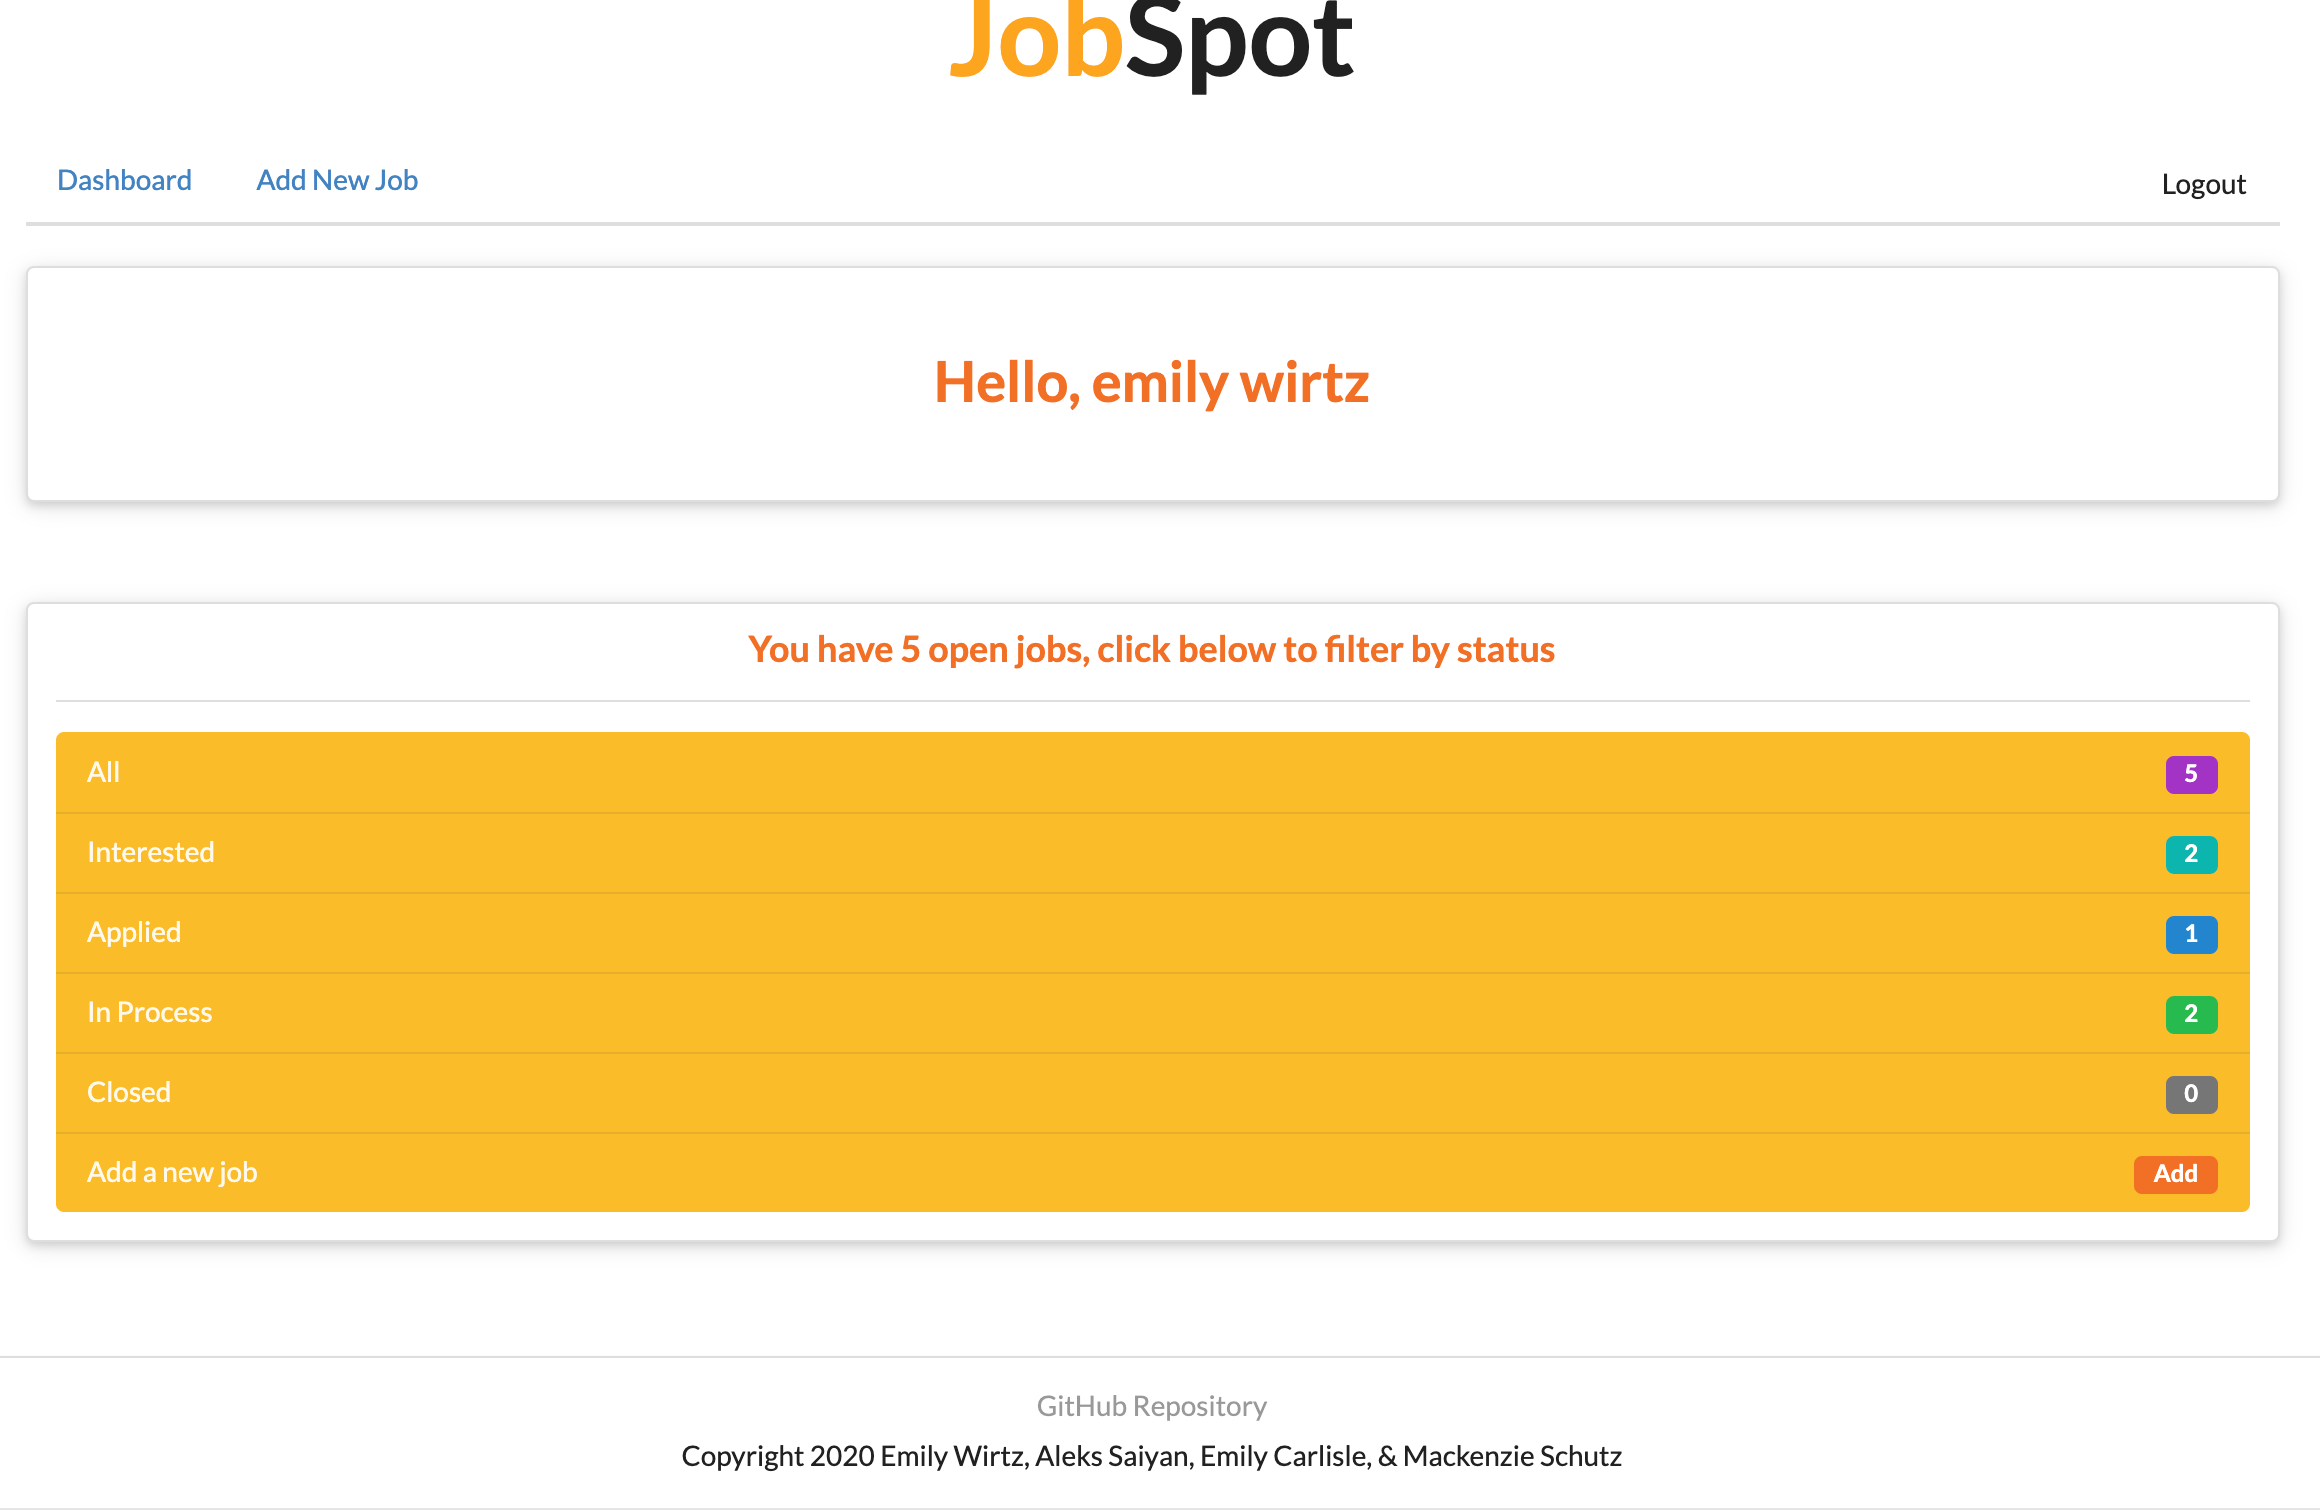 JobSpot
Dashboard Add New Job Logout
Hello, emily wirtz
You have 5 open jobs, click below to filter by status
All 5
Interested 2
Applied 1
In Process 2
Closed 0
Add a new job Add
GitHub Repository
Copyright 2020 Emily Wirtz, Aleks Saiyan, Emily Carlisle, & Mackenzie Schutz